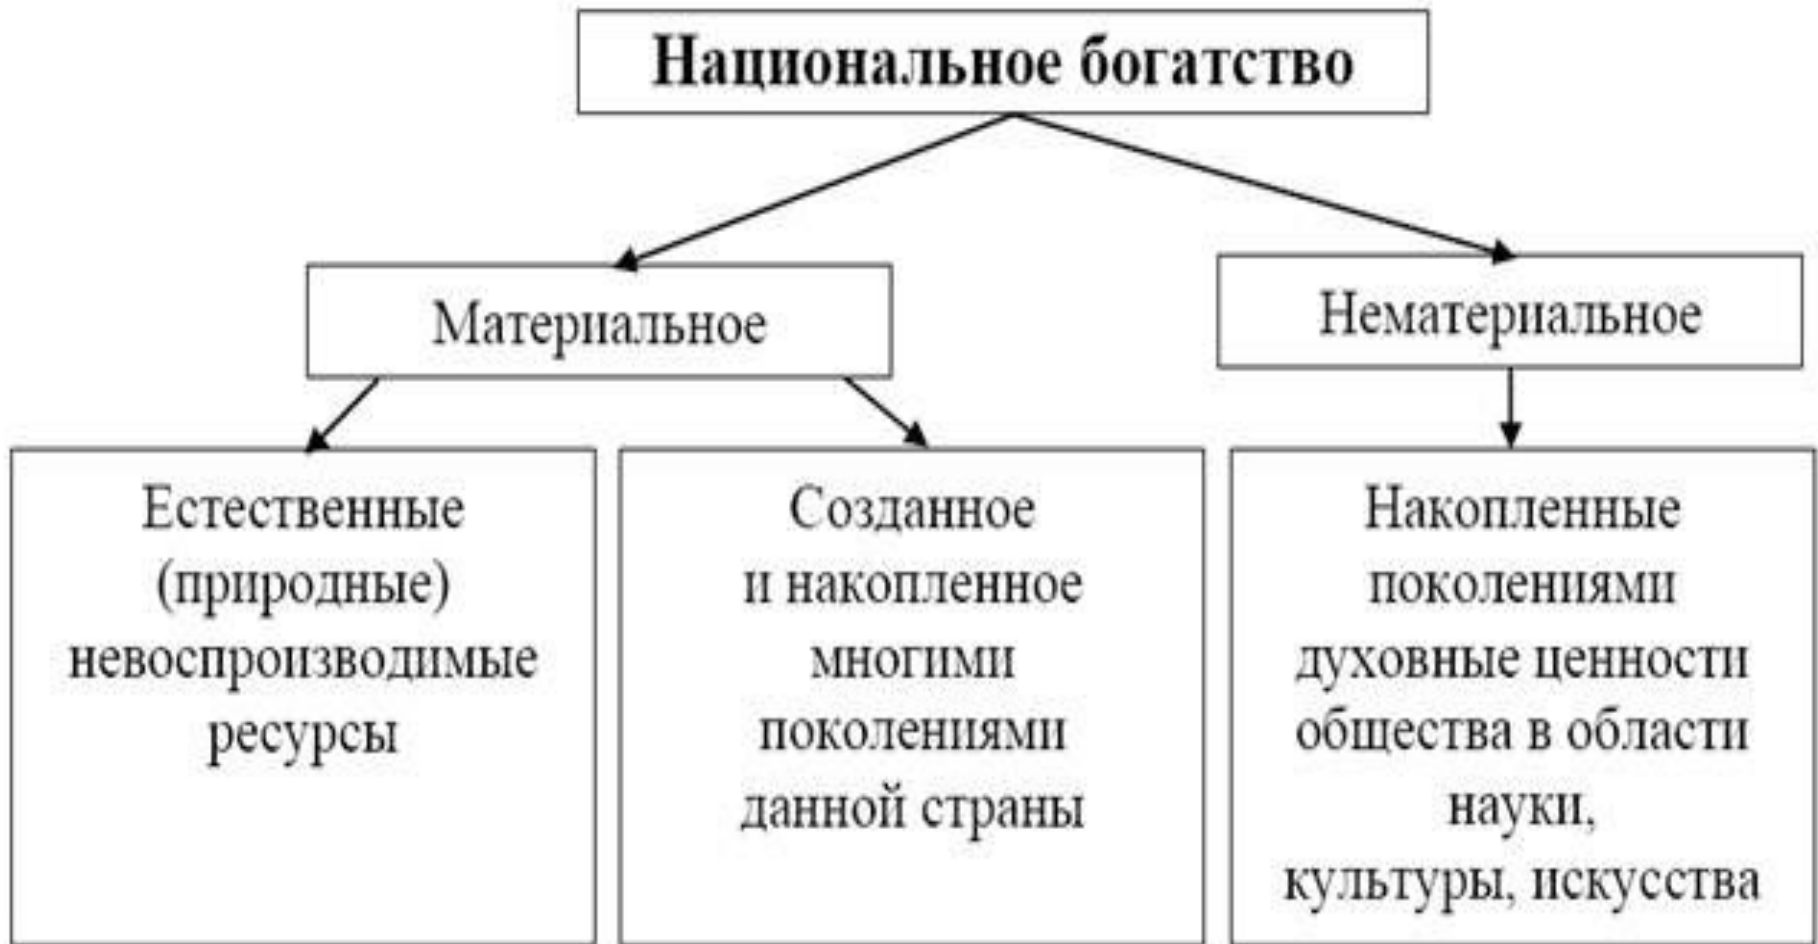 Национальное богатство
Материальное
Нематериальное
Естественные
(природные)
невоспроизводимые
ресурсы
Созданное
и накопленное
многими
поколениями
данной страны
Накопленные
поколениями
духовные ценности
общества в области
науки,
культуры, искусства